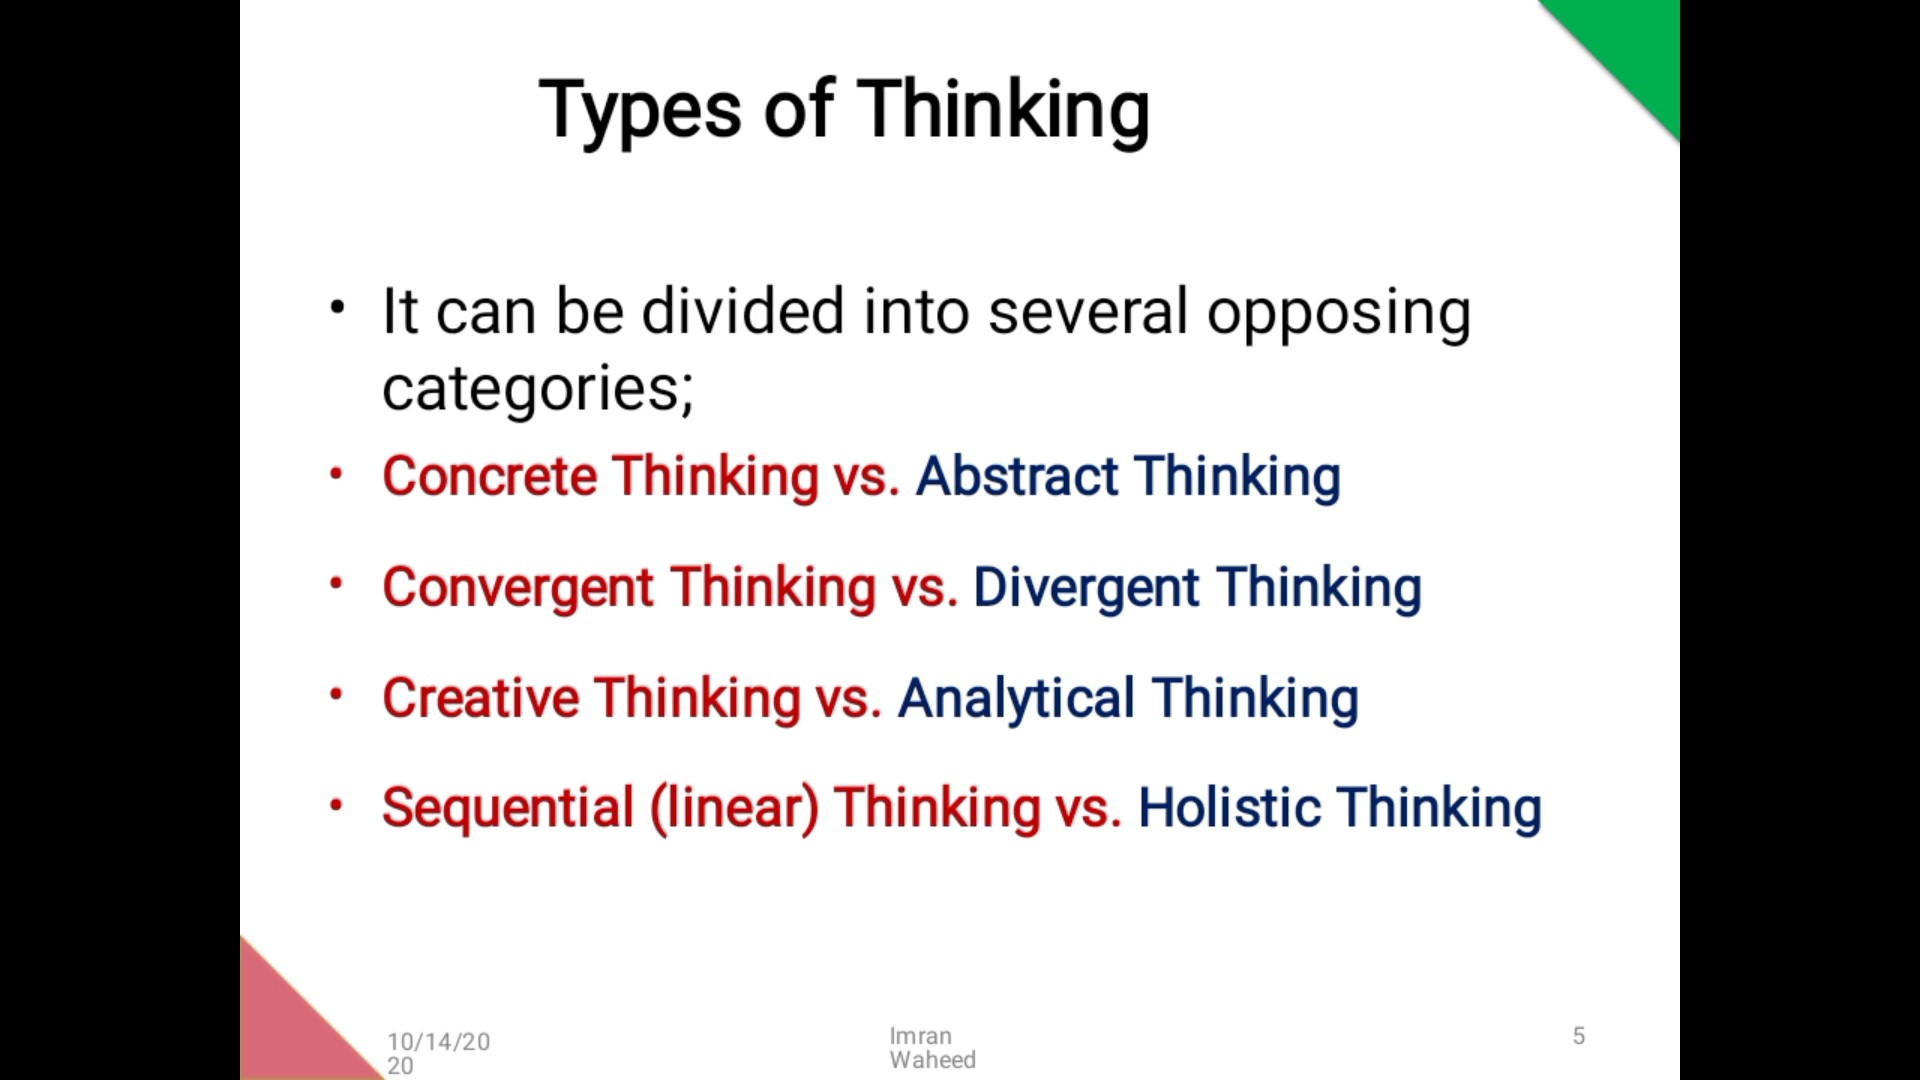 Types of Thinking
• It can be divided into several opposing
categories;
• Concrete Thinking vs. Abstract Thinking
• Convergent Thinking vs. Divergent Thinking
• Creative Thinking vs. Analytical Thinking
• Sequential (linear) Thinking vs. Holistic Thinking
10/14/20
20
Imran
Waheed
5